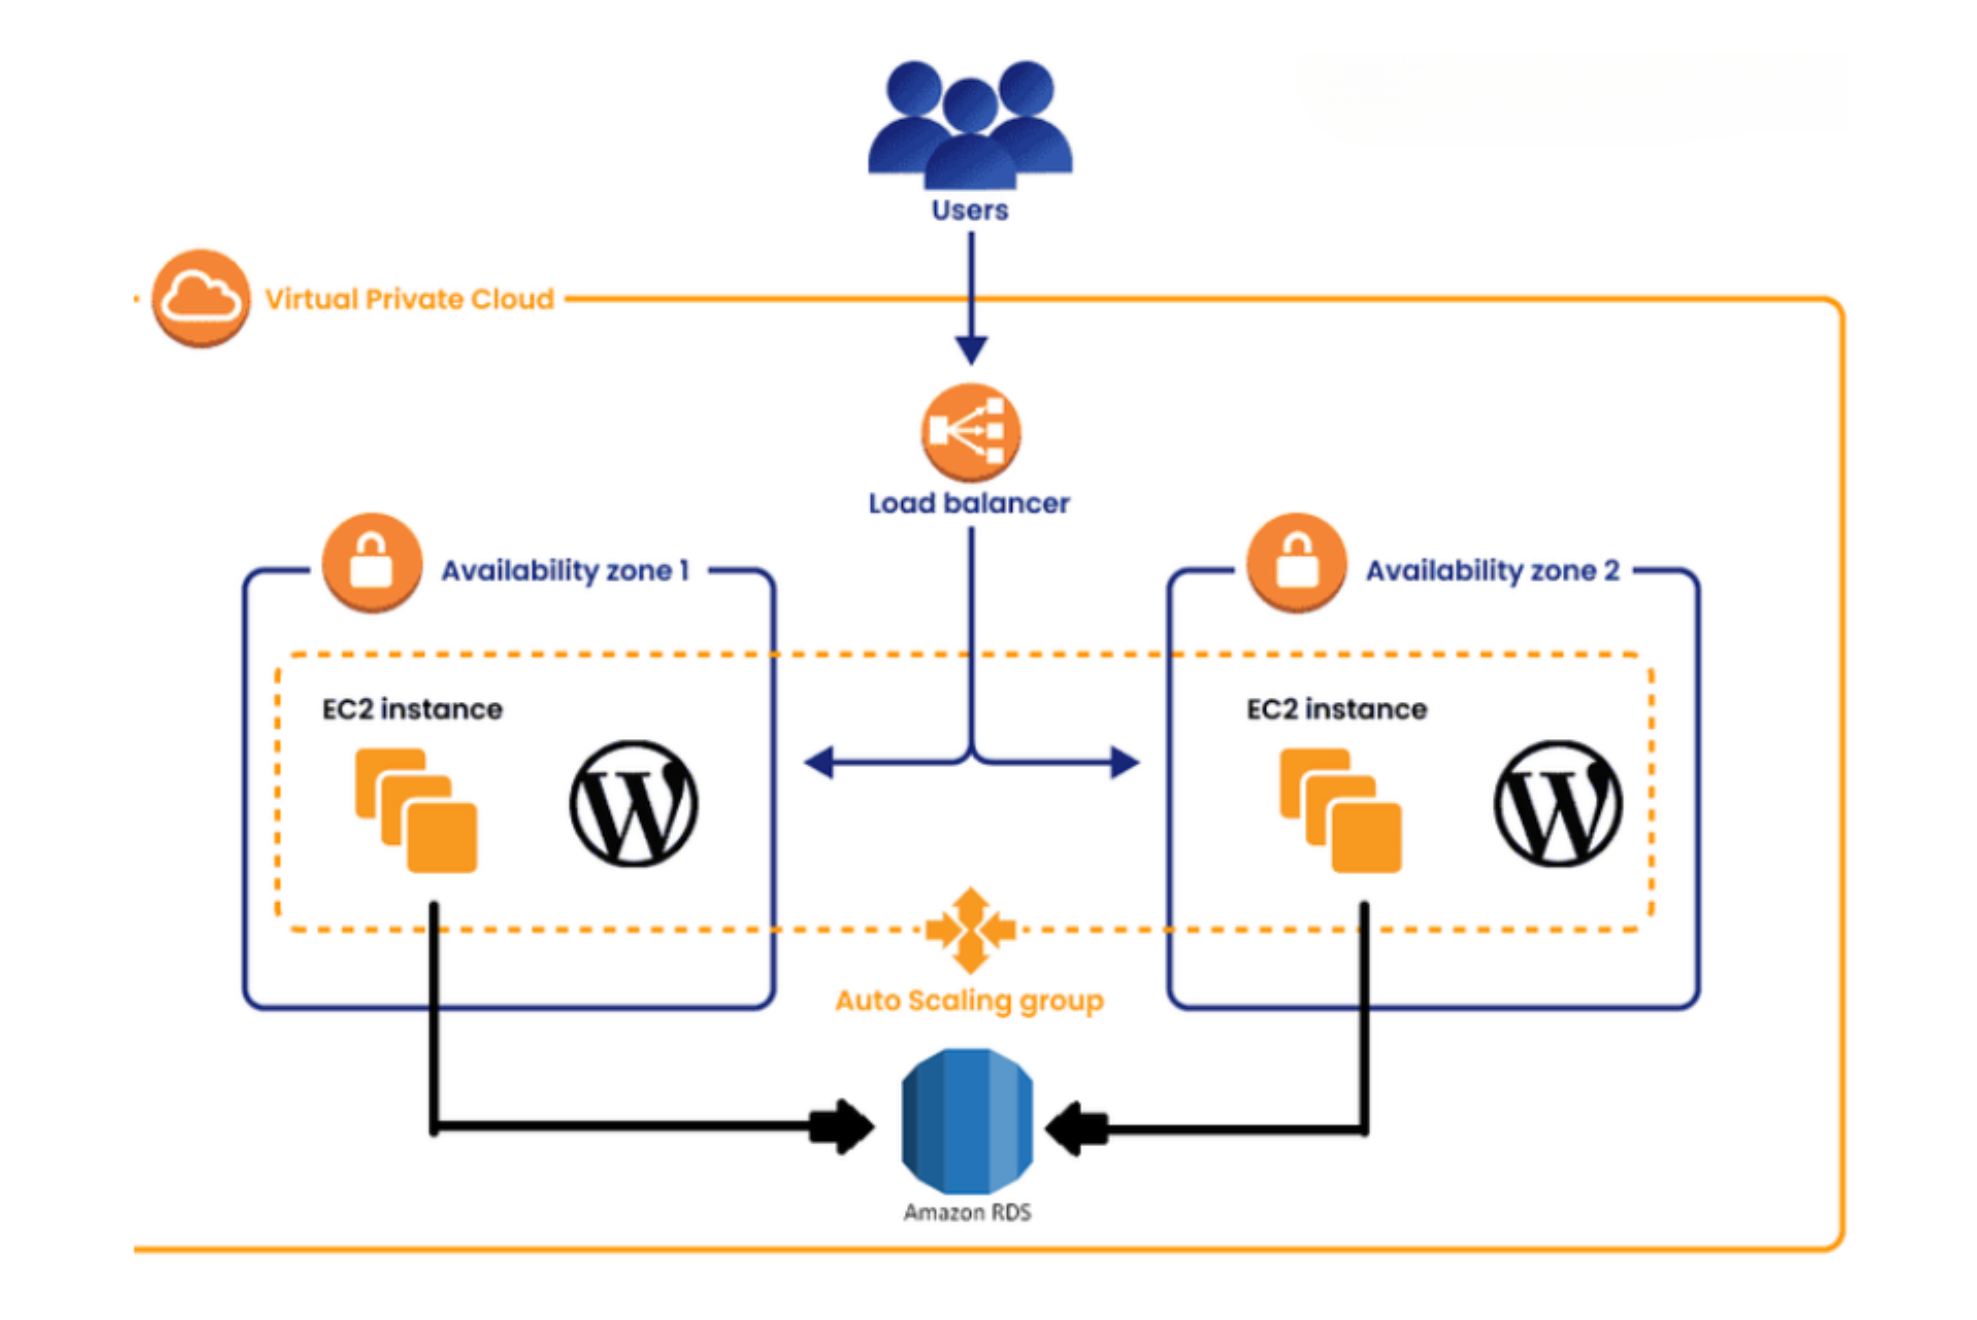 Users
Virtual Private Cloud
Load balancer
Availability zone 1
Availability zone 2
EC2 instance
EC2 instance
Auto Scaling group
Amazon RDS